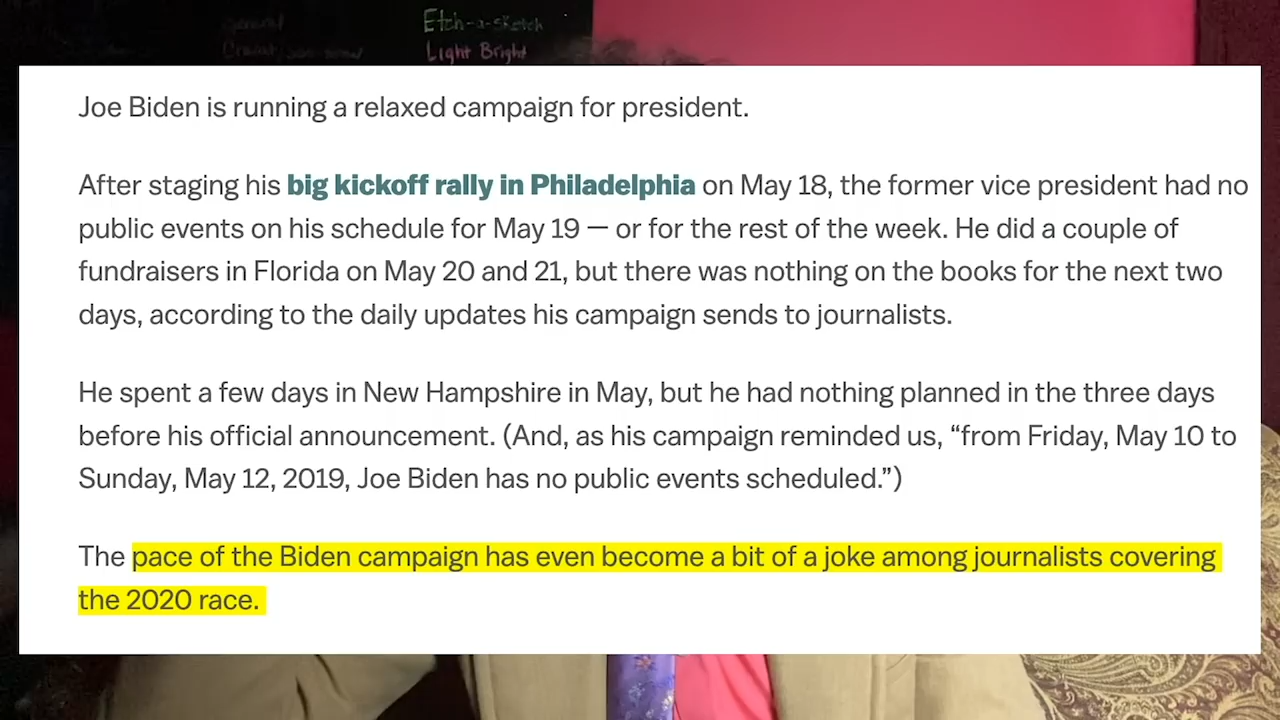 Etch-a-sketch
Light Bright
Joe Biden is running a relaxed campaign for president.
After staging his big kickoff rally in Philadelphia on May 18, the former vice president had no
public events on his schedule for May 19 — or for the rest of the week. He did a couple of
fundraisers in Florida on May 20 and 21, but there was nothing on the books for the next two
days, according to the daily updates his campaign sends to journalists.
He spent a few days in New Hampshire in May, but he had nothing planned in the three days
before his official announcement. (And, as his campaign reminded us, “from Friday, May 10 to
Sunday, May 12, 2019, Joe Biden has no public events scheduled.”)
The pace of the Biden campaign has even become a bit of a joke among journalists covering
the 2020 race.